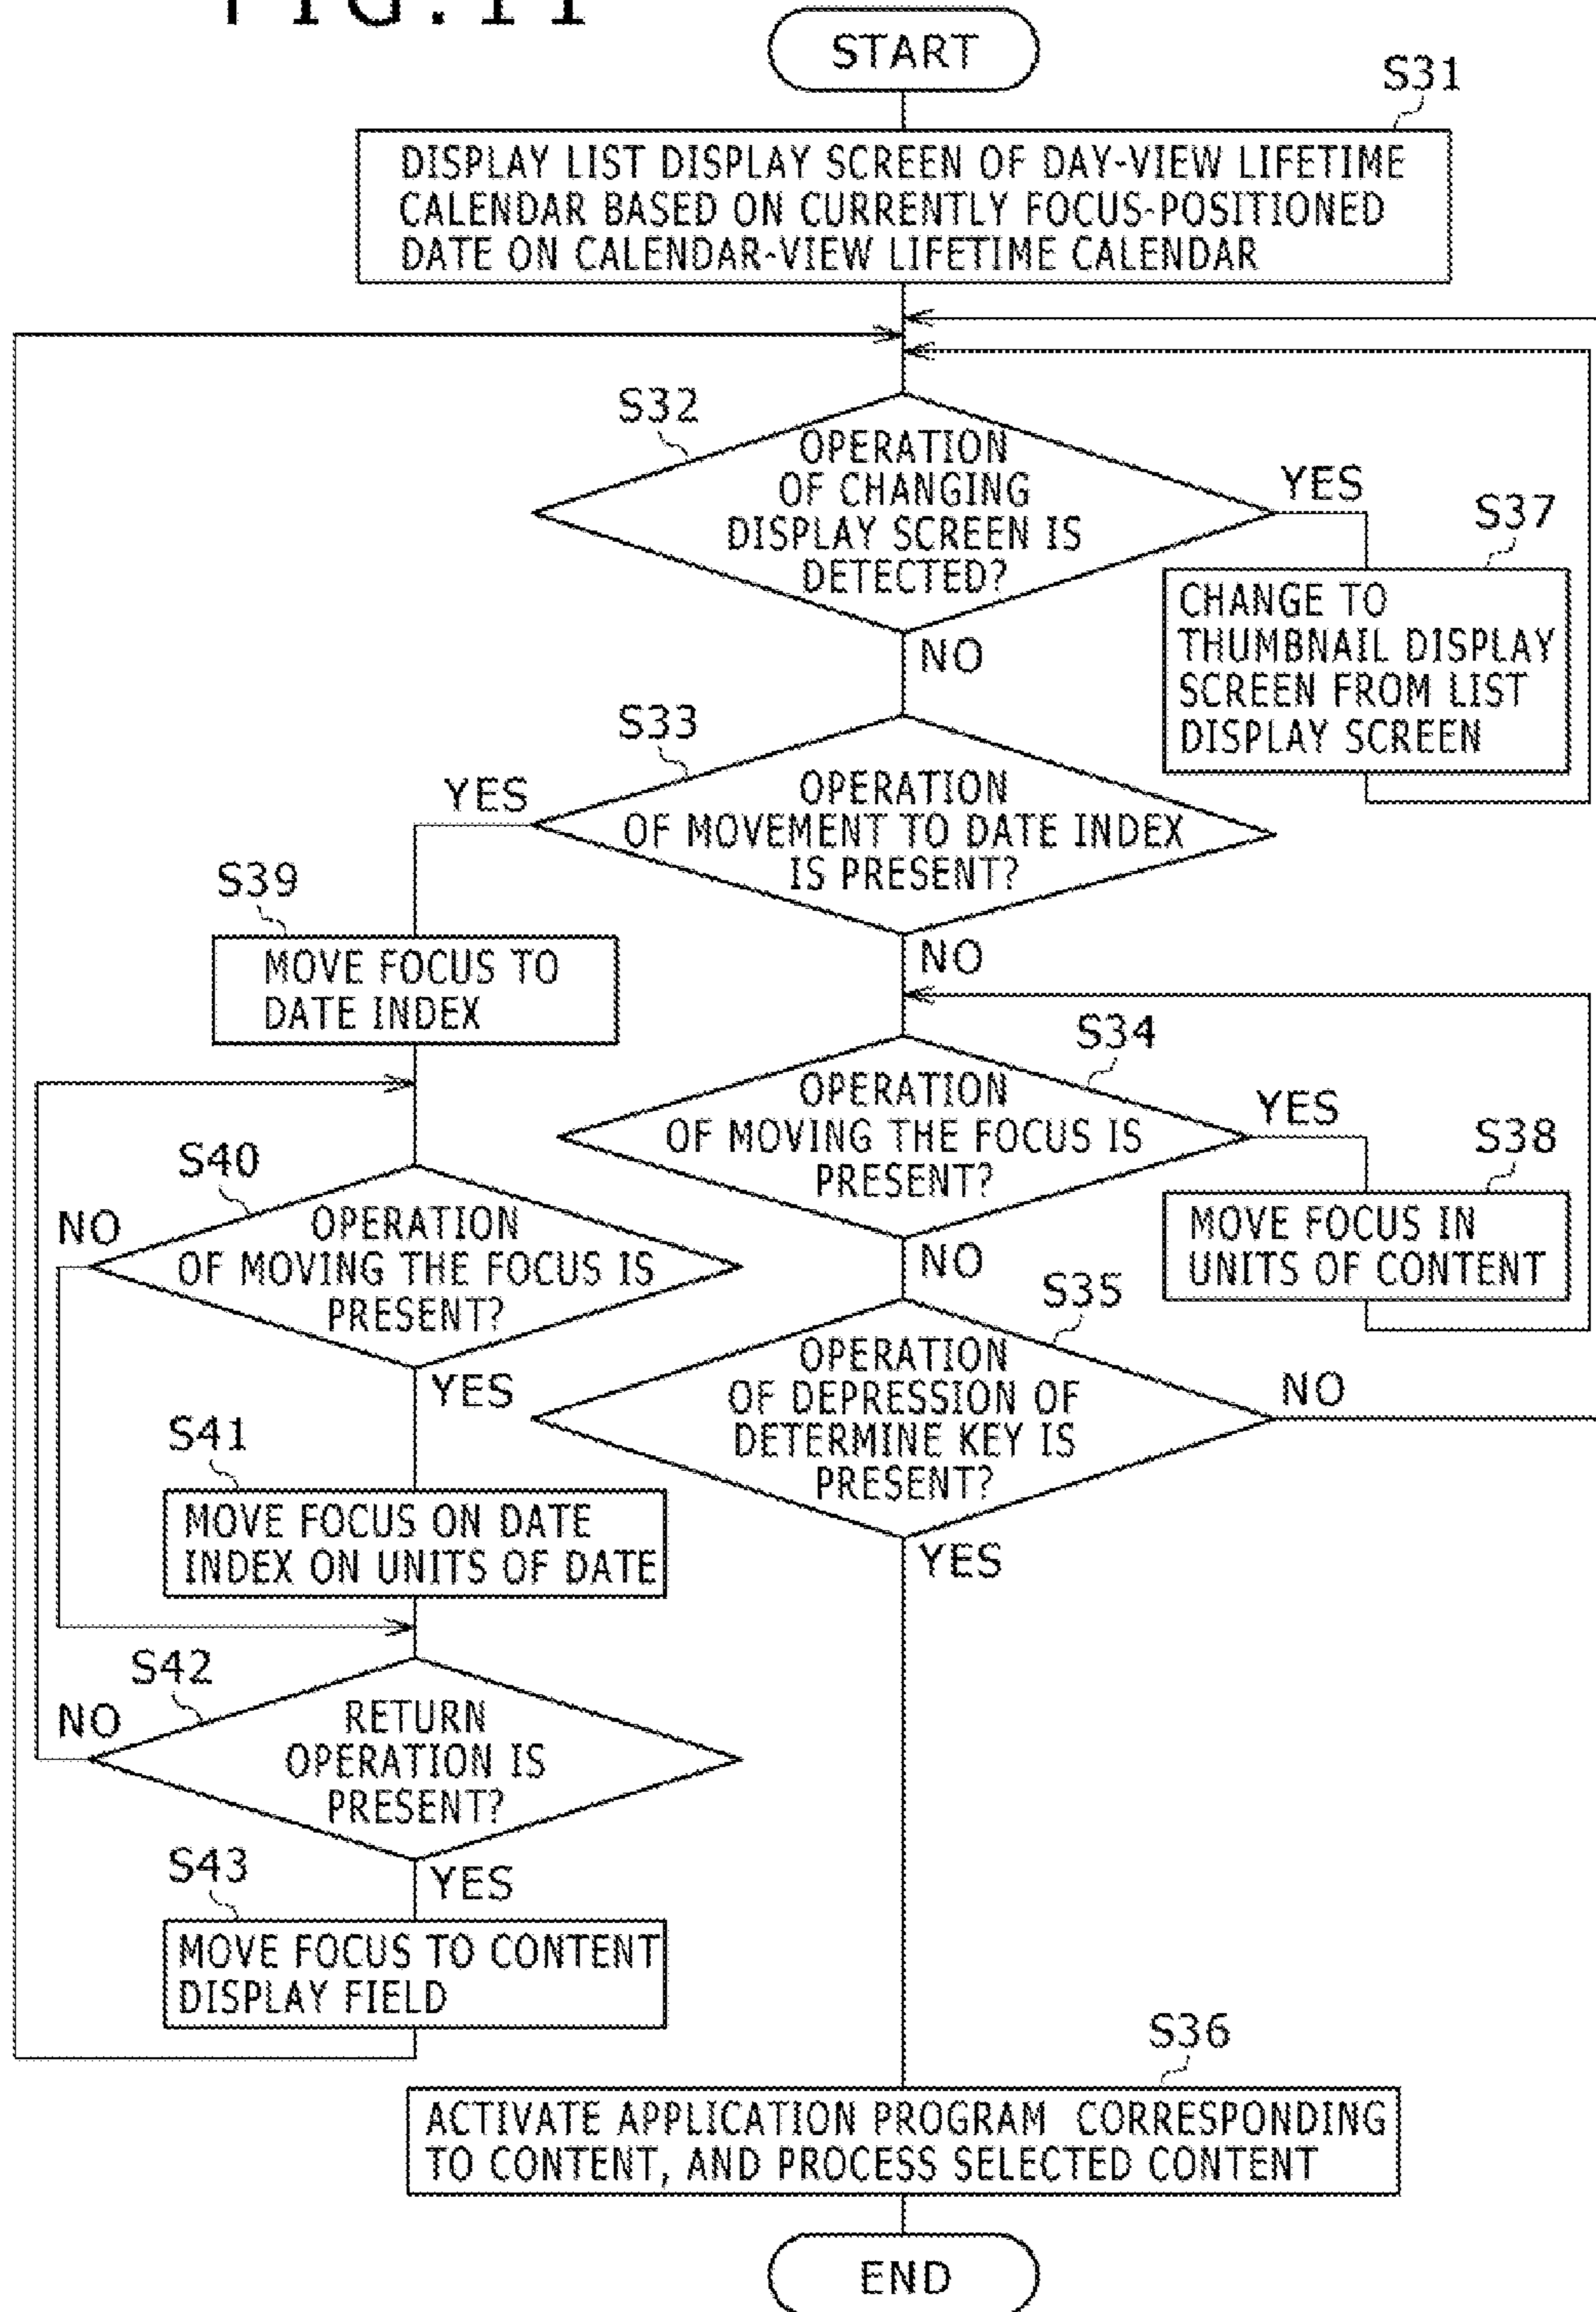 FIG.11
START
S31
DISPLAY LIST DISPLAY SCREEN OF DAY-VIEW LIFETIME
CALENDAR BASED ON CURRENTLY FOCUS-POSITIONED
DATE ON CALENDAR-VIEW LIFETIME CALENDAR
S32
OPERATION
OF CHANGING
DISPLAY SCREEN IS
DETECTED?
YES
NO
S37
CHANGE TO
THUMBNAIL DISPLAY
SCREEN FROM LIST
DISPLAY SCREEN
S33
YES
OPERATION
OF MOVEMENT TO DATE INDEX
IS PRESENT?
NO
S39
MOVE FOCUS TO
DATE INDEX
S34
OPERATION
OF MOVING THE FOCUS IS
PRESENT?
YES
NO
S38
MOVE FOCUS IN
UNITS OF CONTENT
S40
NO
OPERATION
OF MOVING THE FOCUS IS
PRESENT?
YES
S35
OPERATION
OF DEPRESSION OF
DETERMINE KEY IS
PRESENT?
NO
YES
S41
MOVE FOCUS ON DATE
INDEX ON UNITS OF DATE
S42
NO
RETURN
OPERATION IS
PRESENT?
YES
S43
MOVE FOCUS TO CONTENT
DISPLAY FIELD
S36
ACTIVATE APPLICATION PROGRAM CORRESPONDING
TO CONTENT, AND PROCESS SELECTED CONTENT
END